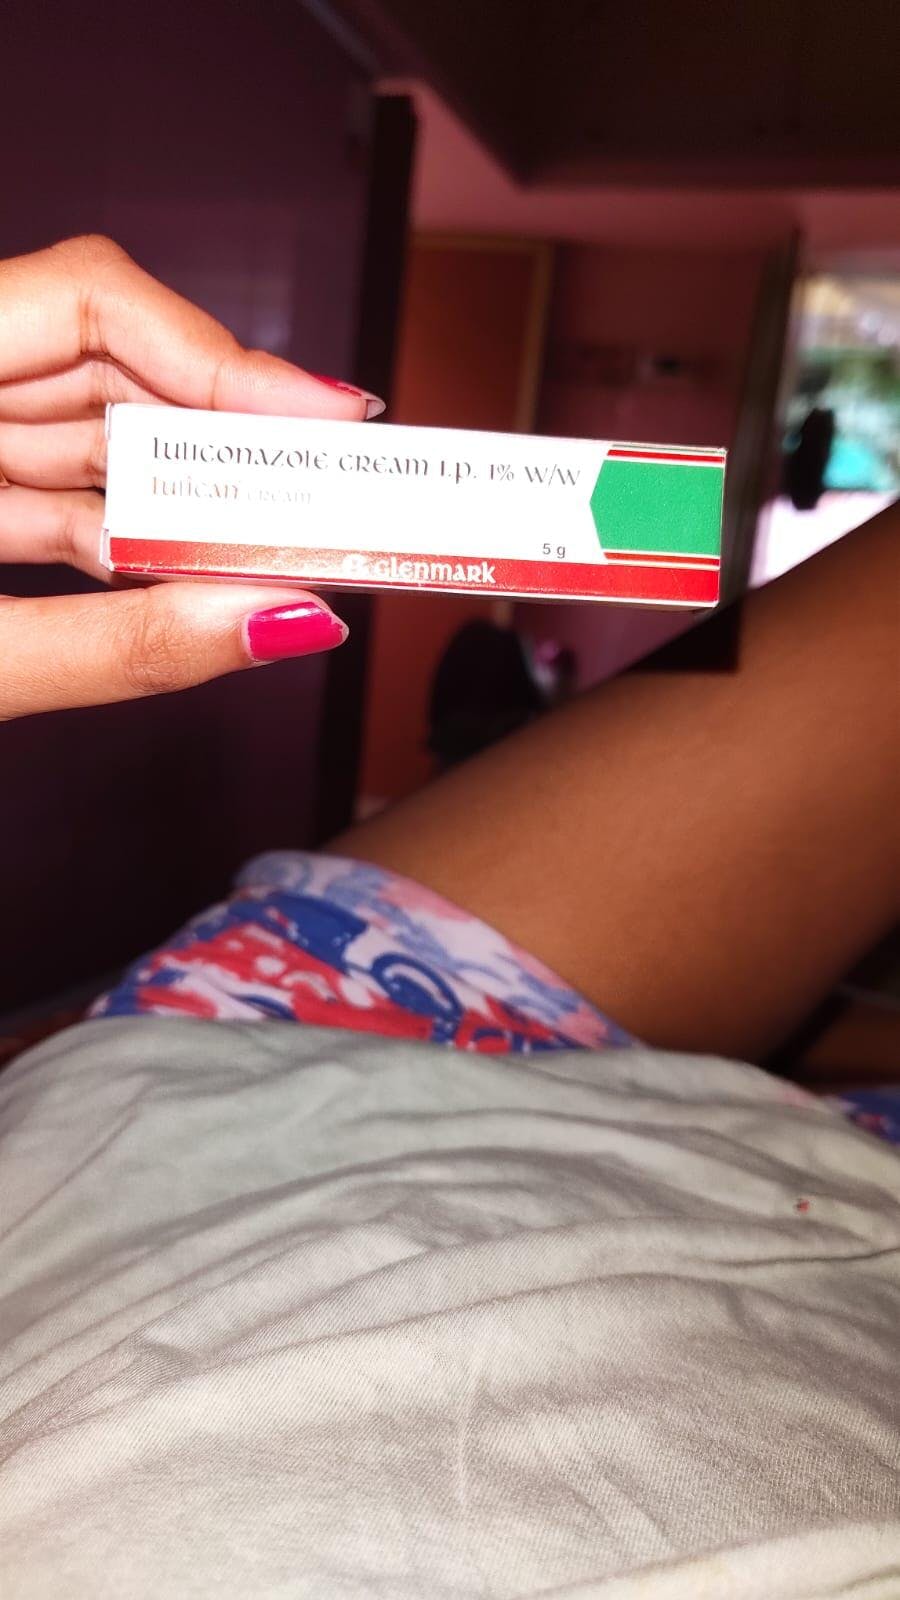 Luliconazole Cream I.P. 1% w/w
Lulican Cream
5 g
G glenmark